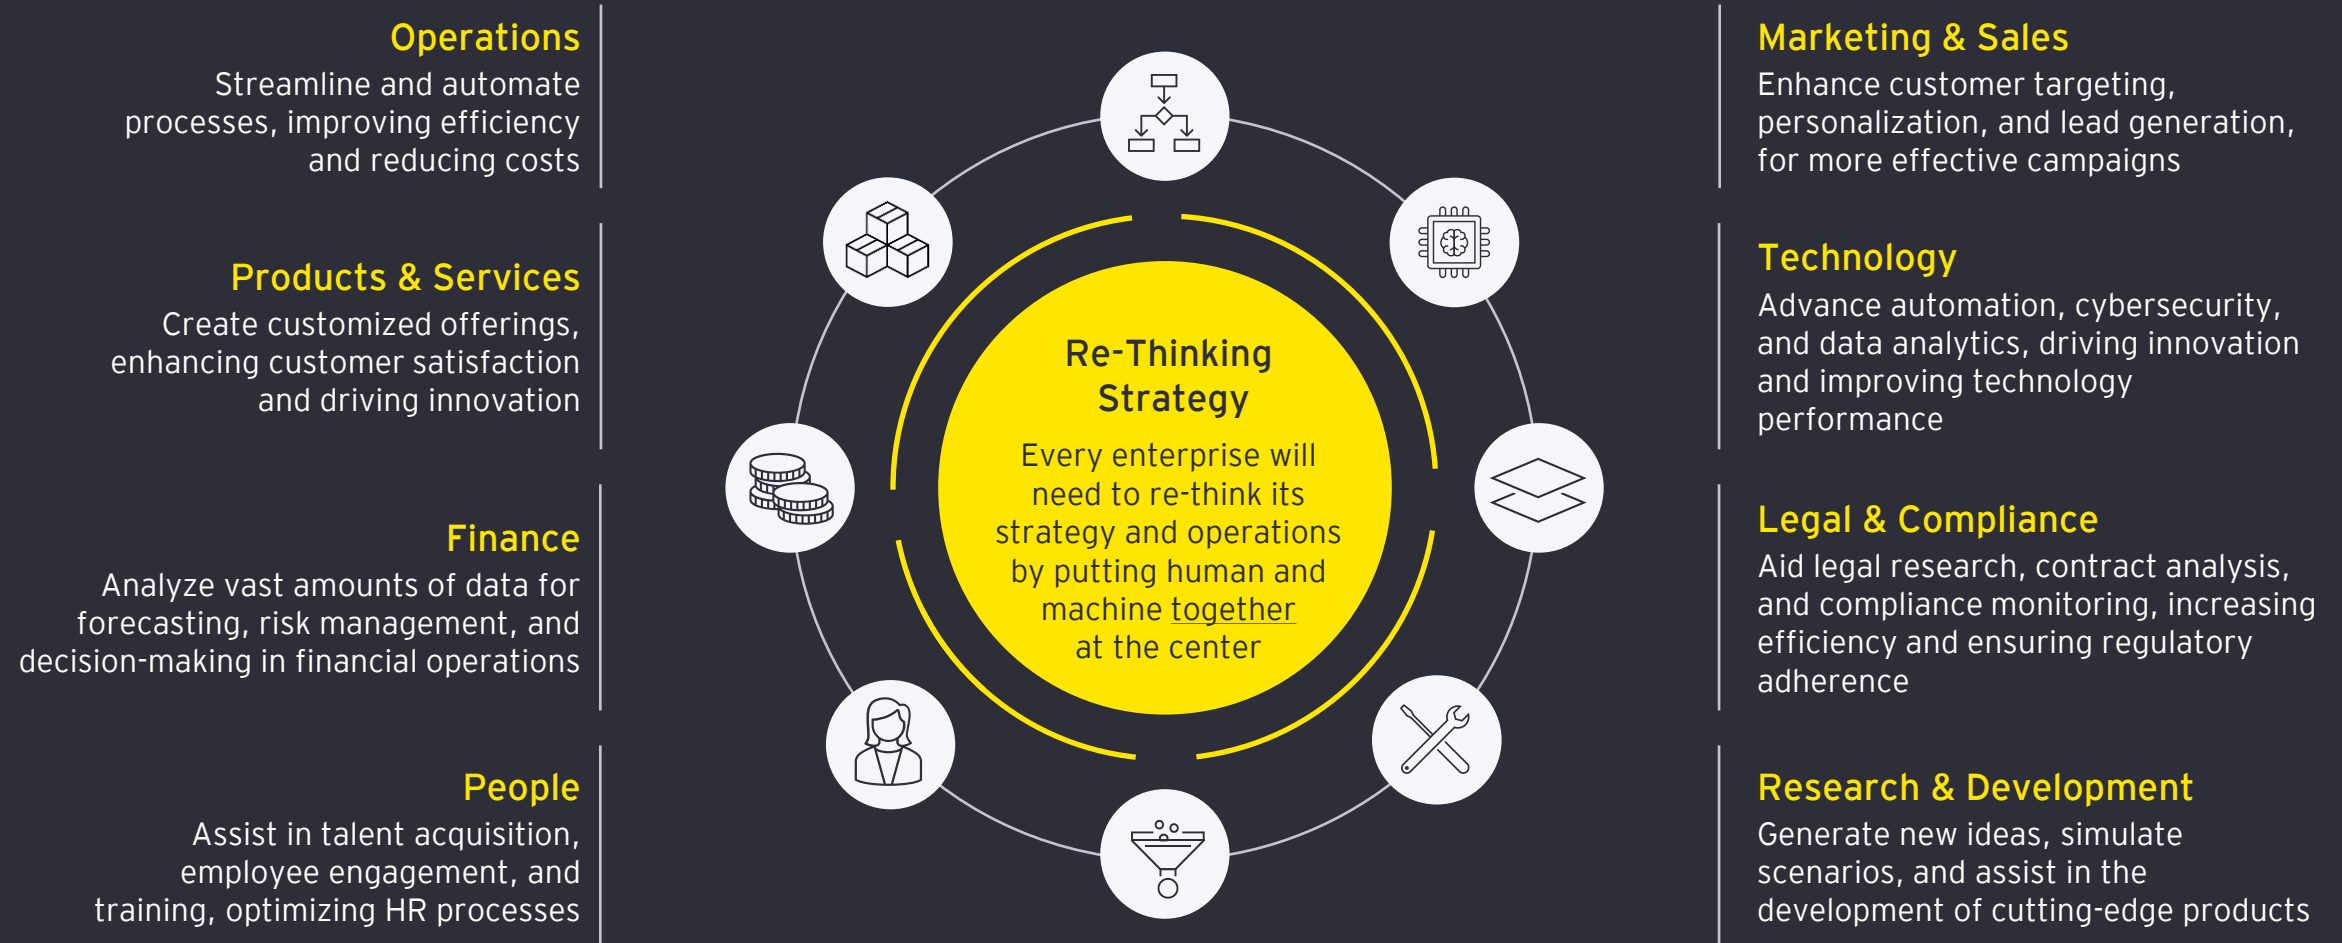 Operations
Streamline and automate
processes, improving efficiency
and reducing costs
Products & Services
Create customized offerings,
enhancing customer satisfaction
and driving innovation
Finance
Analyze vast amounts of data for
forecasting, risk management, and
decision-making in financial operations
People
Assist in talent acquisition,
employee engagement, and
training, optimizing HR processes
Re-Thinking
Strategy
Every enterprise will
need to re-think its
strategy and operations
by putting human and
machine together
at the center
Marketing & Sales
Enhance customer targeting,
personalization, and lead generation,
for more effective campaigns
Technology
Advance automation, cybersecurity,
and data analytics, driving innovation
and improving technology
performance
Legal & Compliance
Aid legal research, contract analysis,
and compliance monitoring, increasing
efficiency and ensuring regulatory
adherence
Research & Development
Generate new ideas, simulate
scenarios, and assist in the
development of cutting-edge products